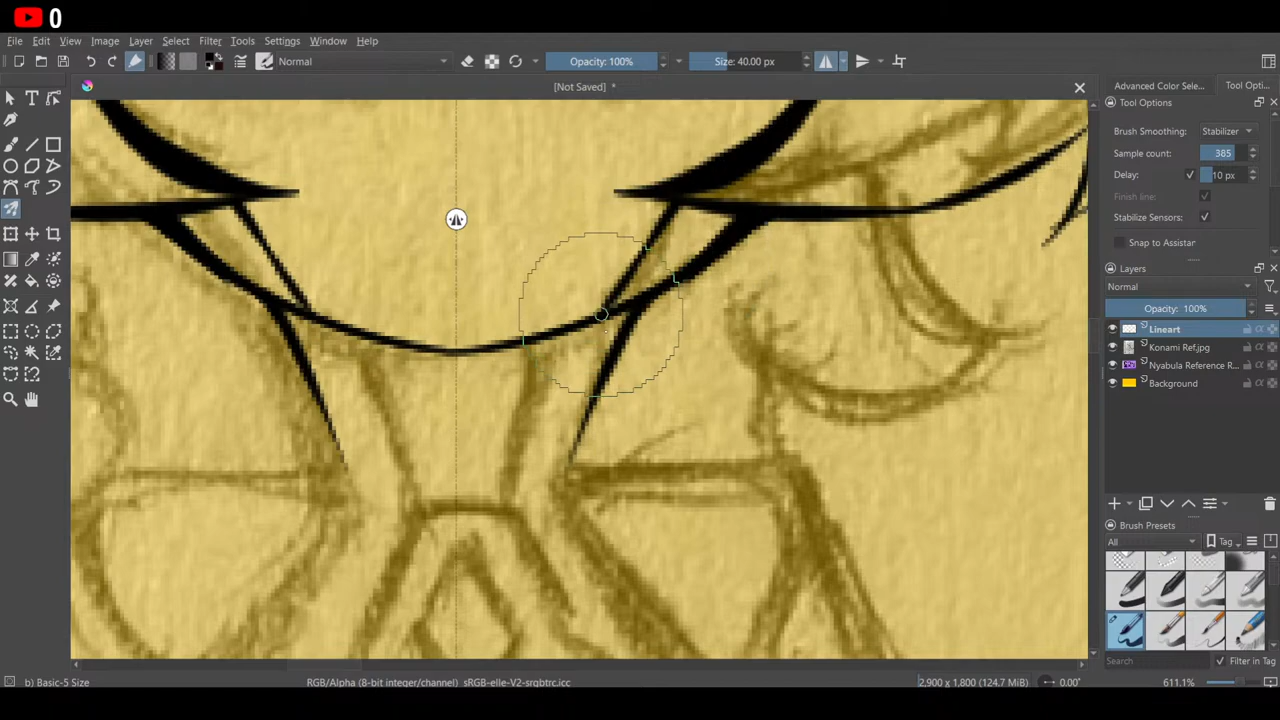 0
File Edit View Image Layer Select Filter Tools Settings Window Help
Normal Opacity: 100% Size: 40.00 px
[Not Saved] *
Advanced Color Sele... Tool Opti...
Tool Options
Brush Smoothing: Stabilizer
Sample count: 385
Delay: 10 px
Finish line:
Stabilize Sensors:
Snap to Assistar
Layers
Normal
Opacity: 100%
Lineart
Konami Ref.jpg
Nyabula Reference R...
Background
Brush Presets
All Tag
Search Filter in Tag
b) Basic-5 Size RGB/Alpha (8-bit integer/channel) sRGB-elle-V2-srgbtrc.icc 2,900 x 1,800 (124.7 MiB) 0.00° 611.1%